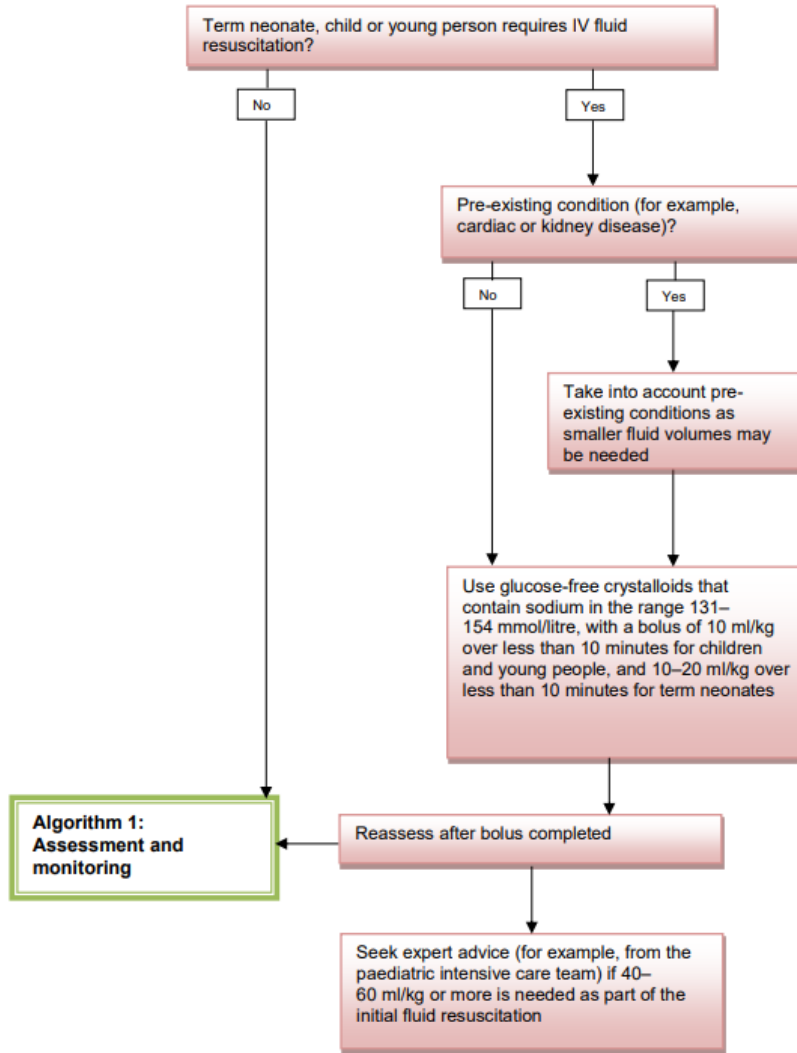 Term neonate, child or young person requires IV fluid
resuscitation?
No
Yes
Pre-existing condition (for example,
cardiac or kidney disease)?
No
Yes
Take into account pre-
existing conditions as
smaller fluid volumes may
be needed
Use glucose-free crystalloids that
contain sodium in the range 131–
154 mmol/litre, with a bolus of 10 ml/kg
over less than 10 minutes for children
and young people, and 10–20 ml/kg over
less than 10 minutes for term neonates
Algorithm 1:
Assessment and
monitoring
Reassess after bolus completed
Seek expert advice (for example, from the
paediatric intensive care team) if 40–
60 ml/kg or more is needed as part of the
initial fluid resuscitation